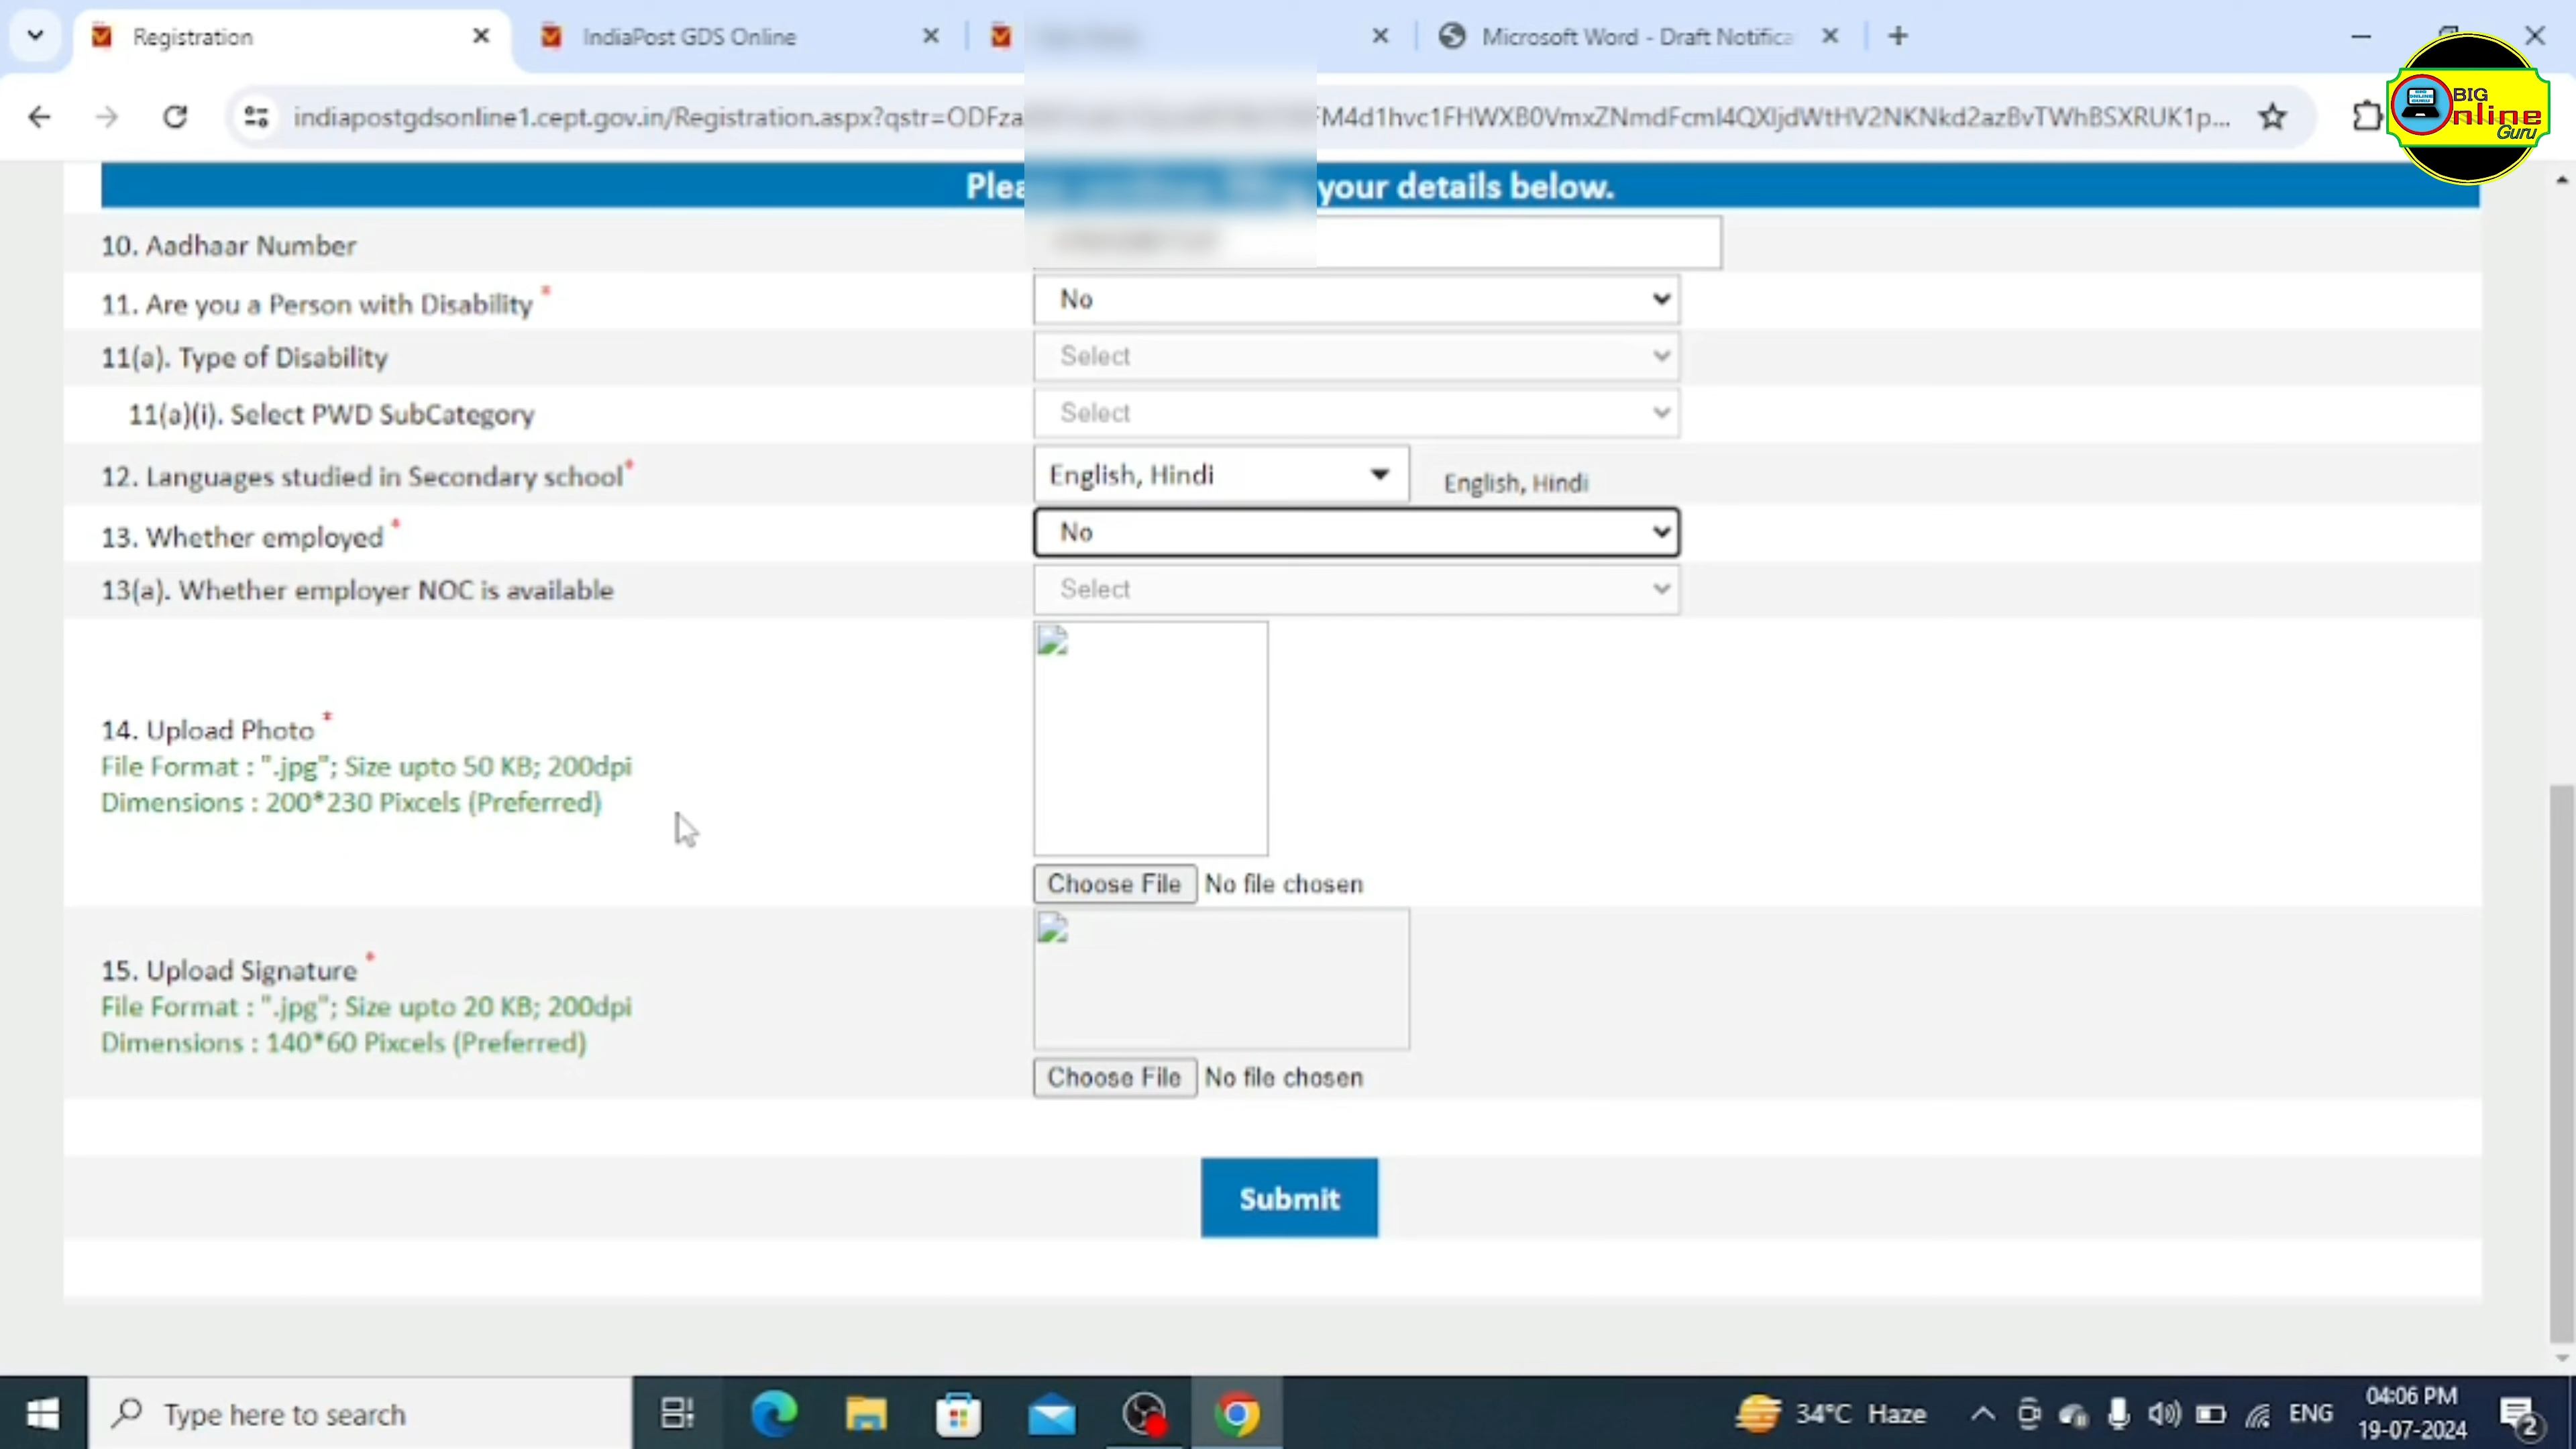 Registration
IndiaPost GDS Online
Microsoft Word - Draft Notifica
indiapostgdsonline1.cept.gov.in/Registration.aspx?qstr=ODFza
FM4d1hvc1FHWXB0VmxZNmdFcmI4QXljdWtHV2NKNkd2azBvTWhBSXRUK1p...
BIG
Online
Guru
Plea
your details below.
10. Aadhaar Number
11. Are you a Person with Disability *
No
11(a). Type of Disability
Select
11(a)(i). Select PWD SubCategory
Select
12. Languages studied in Secondary school*
English, Hindi
English, Hindi
13. Whether employed *
No
13(a). Whether employer NOC is available
Select
14. Upload Photo *
File Format : ".jpg"; Size upto 50 KB; 200dpi
Dimensions : 200*230 Pixcels (Preferred)
Choose File No file chosen
15. Upload Signature *
File Format : ".jpg"; Size upto 20 KB; 200dpi
Dimensions : 140*60 Pixcels (Preferred)
Choose File No file chosen
Submit
Type here to search
34°C Haze
ENG
04:06 PM
19-07-2024
2